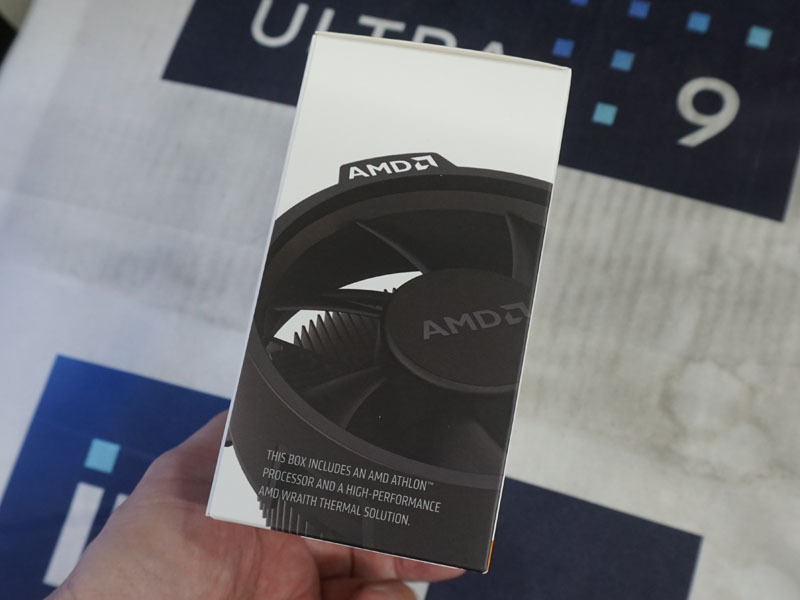 ULTRA
9
AMD
AMD
THIS BOX INCLUDES AN AMD ATHLON™
PROCESSOR AND A HIGH-PERFORMANCE
AMD WRAITH THERMAL SOLUTION.